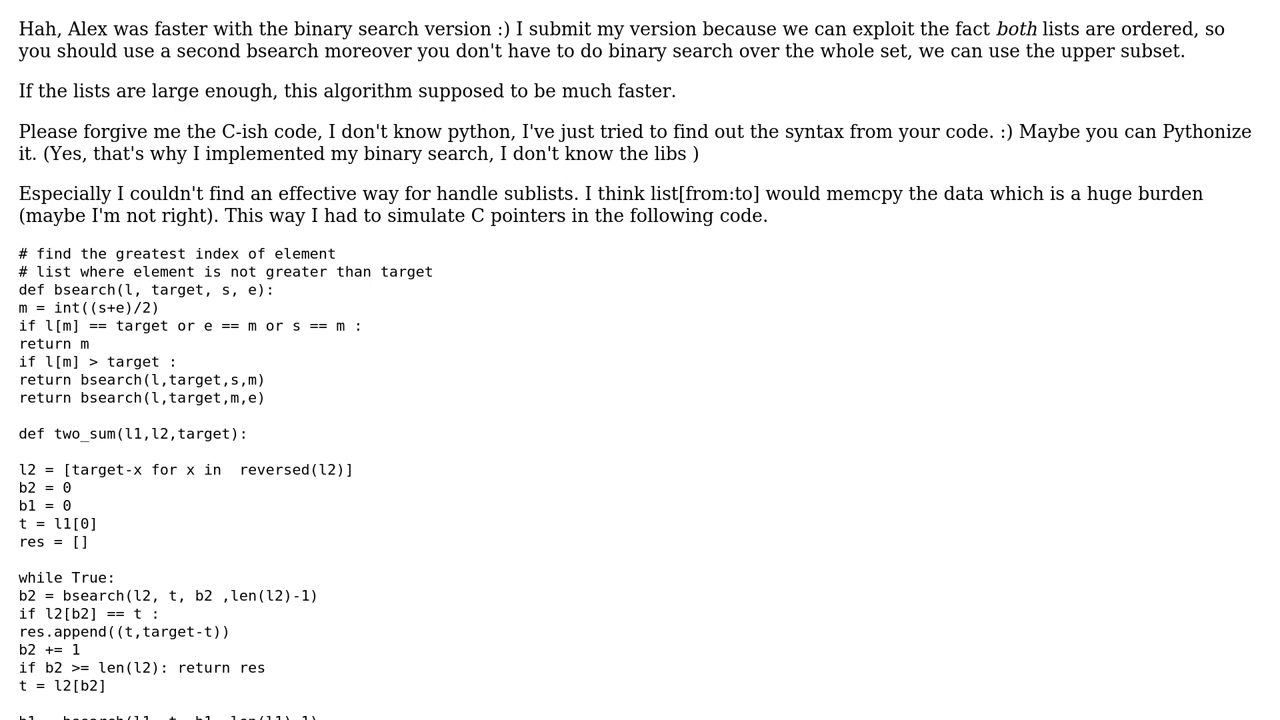 Hah, Alex was faster with the binary search version :) I submit my version because we can exploit the fact both lists are ordered, so
you should use a second bsearch moreover you don't have to do binary search over the whole set, we can use the upper subset.
If the lists are large enough, this algorithm supposed to be much faster.
Please forgive me the C-ish code, I don't know python, I've just tried to find out the syntax from your code. :) Maybe you can Pythonize
it. (Yes, that's why I implemented my binary search, I don't know the libs )
Especially I couldn't find an effective way for handle sublists. I think list[from:to] would memcpy the data which is a huge burden
(maybe I'm not right). This way I had to simulate C pointers in the following code.
# find the greatest index of element
# list where element is not greater than target
def bsearch(l, target, s, e):
m = int((s+e)/2)
if l[m] == target or e == m or s == m :
return m
if l[m] > target :
return bsearch(l,target,s,m)
return bsearch(l,target,m,e)
def two_sum(l1,l2,target):
l2 = [target-x for x in  reversed(l2)]
b2 = 0
b1 = 0
t = l1[0]
res = []
while True:
b2 = bsearch(l2, t, b2 ,len(l2)-1)
if l2[b2] == t :
res.append((t,target-t))
b2 += 1
if b2 >= len(l2): return res
t = l2[b2]